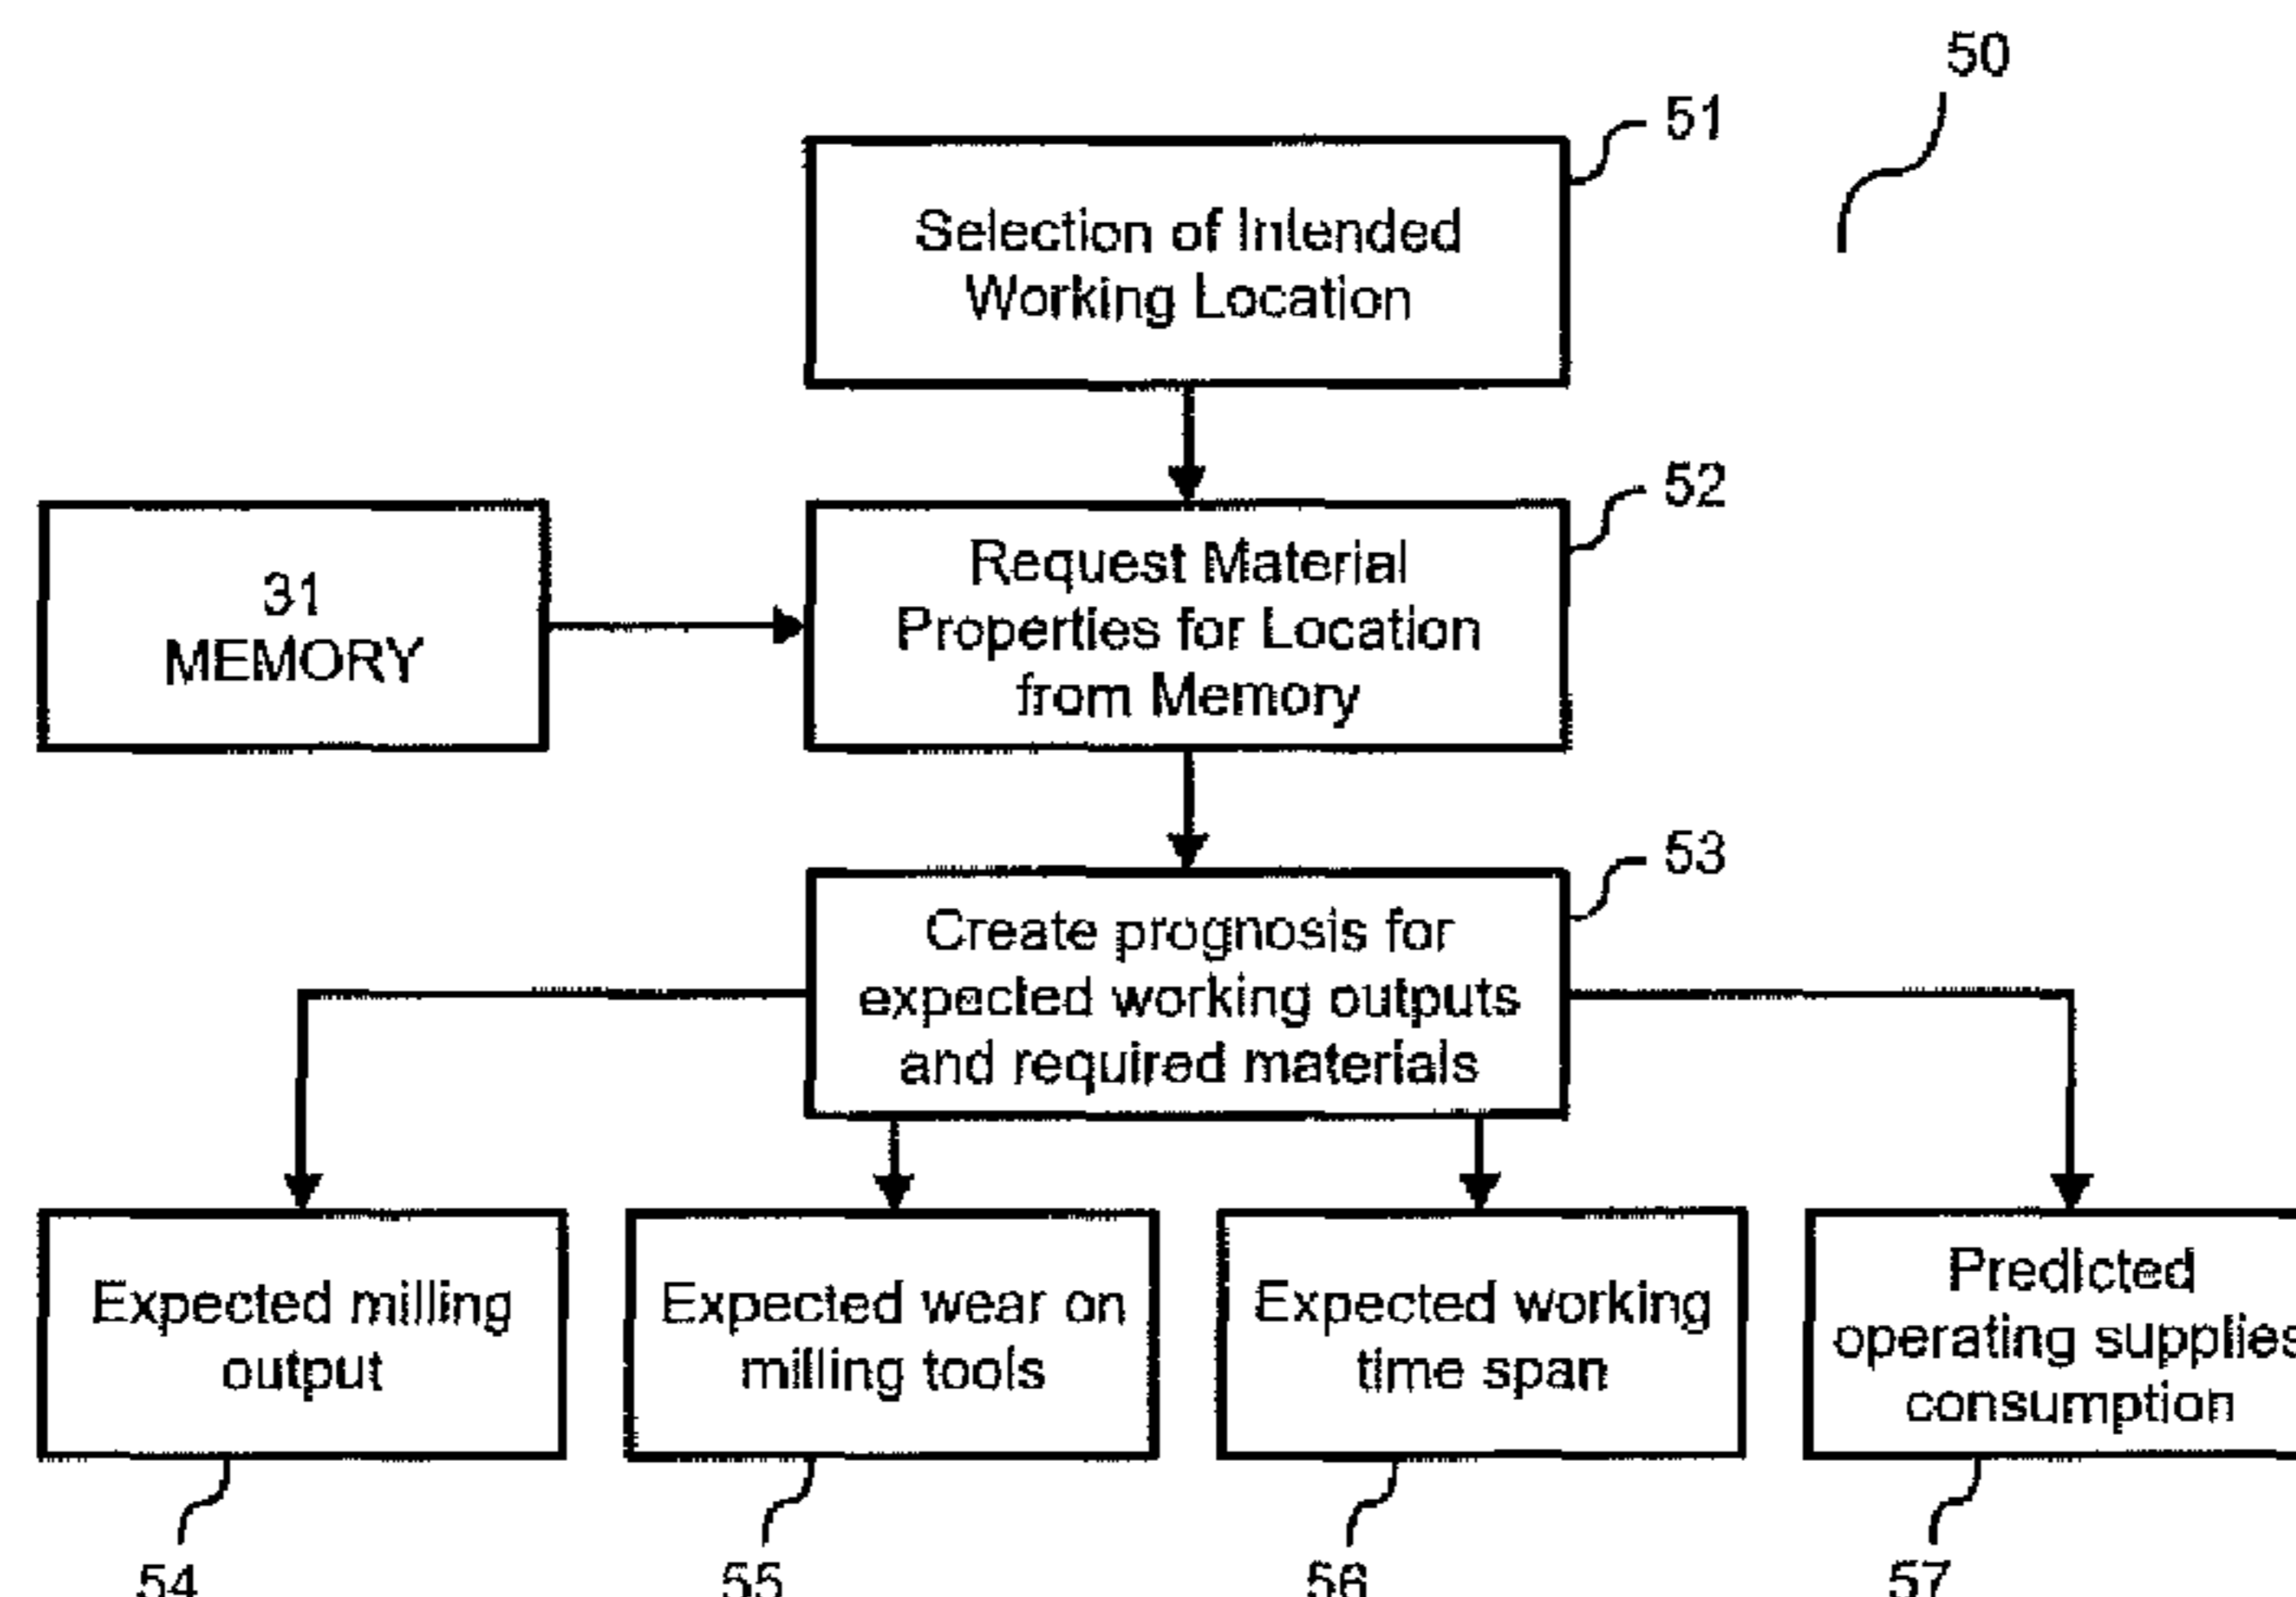 50
51
Selection of Intended
Working Location
52
31
MEMORY
Request Material
Properties for Location
from Memory
53
Create prognosis for
expected working outputs
and required materials
Expected milling
output
Expected wear on
milling tools
Expected working
time span
Predicted
operating supplies
consumption
54
55
56
57